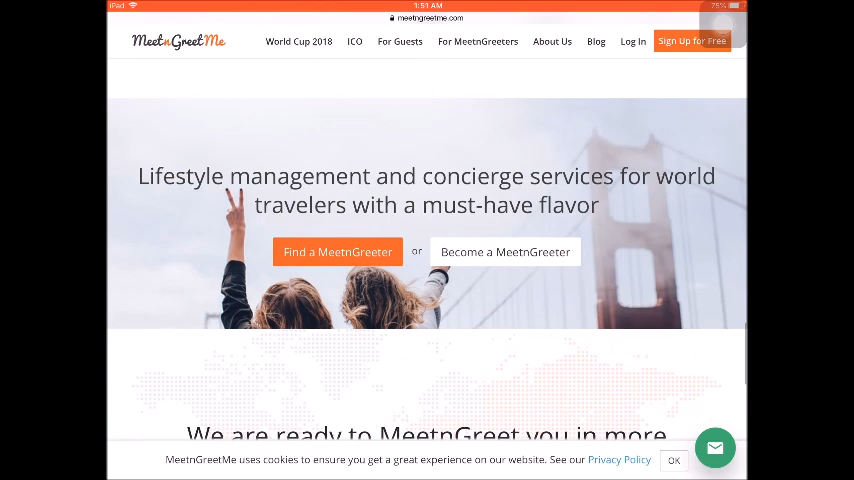 iPad 1:51 AM 75%
meetngreetme.com
MeetnGreetMe World Cup 2018 ICO For Guests For MeetnGreeters About Us Blog Log In Sign Up for Free
Lifestyle management and concierge services for world
travelers with a must-have flavor
Find a MeetnGreeter or Become a MeetnGreeter
We are ready to MeetnGreet you in more
MeetnGreetMe uses cookies to ensure you get a great experience on our website. See our Privacy Policy OK